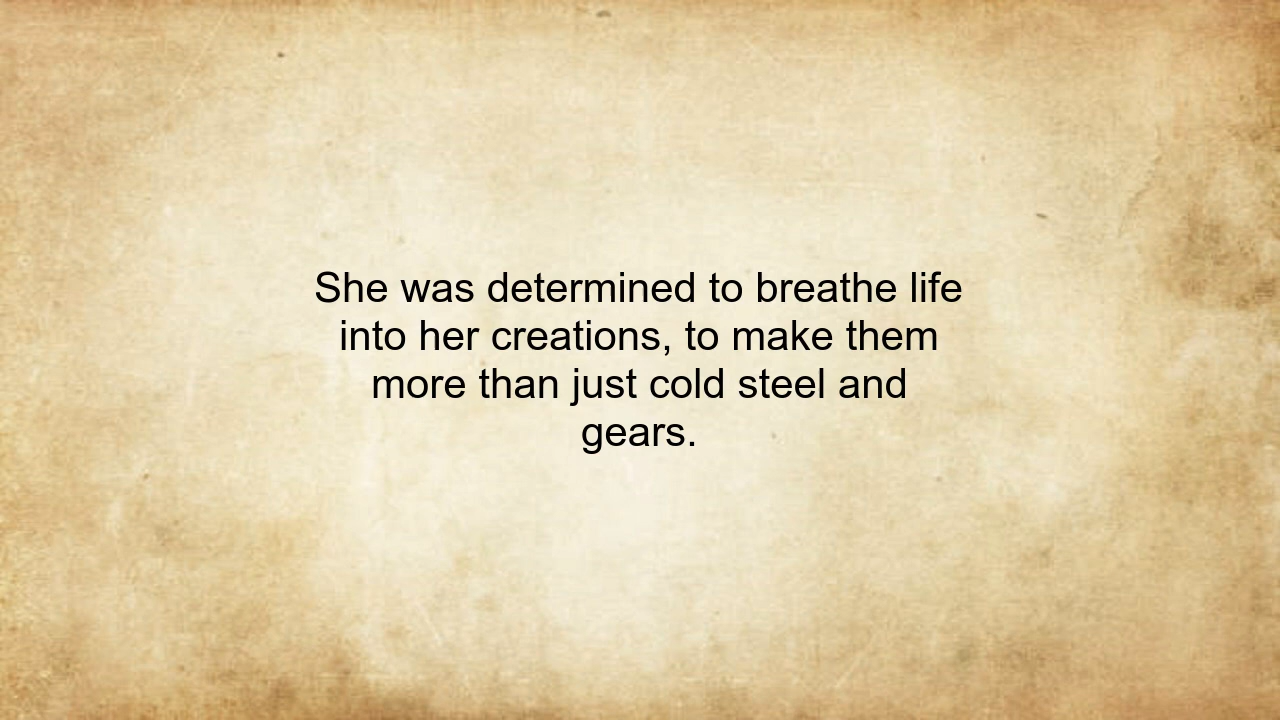 She was determined to breathe life
into her creations, to make them
more than just cold steel and
gears.